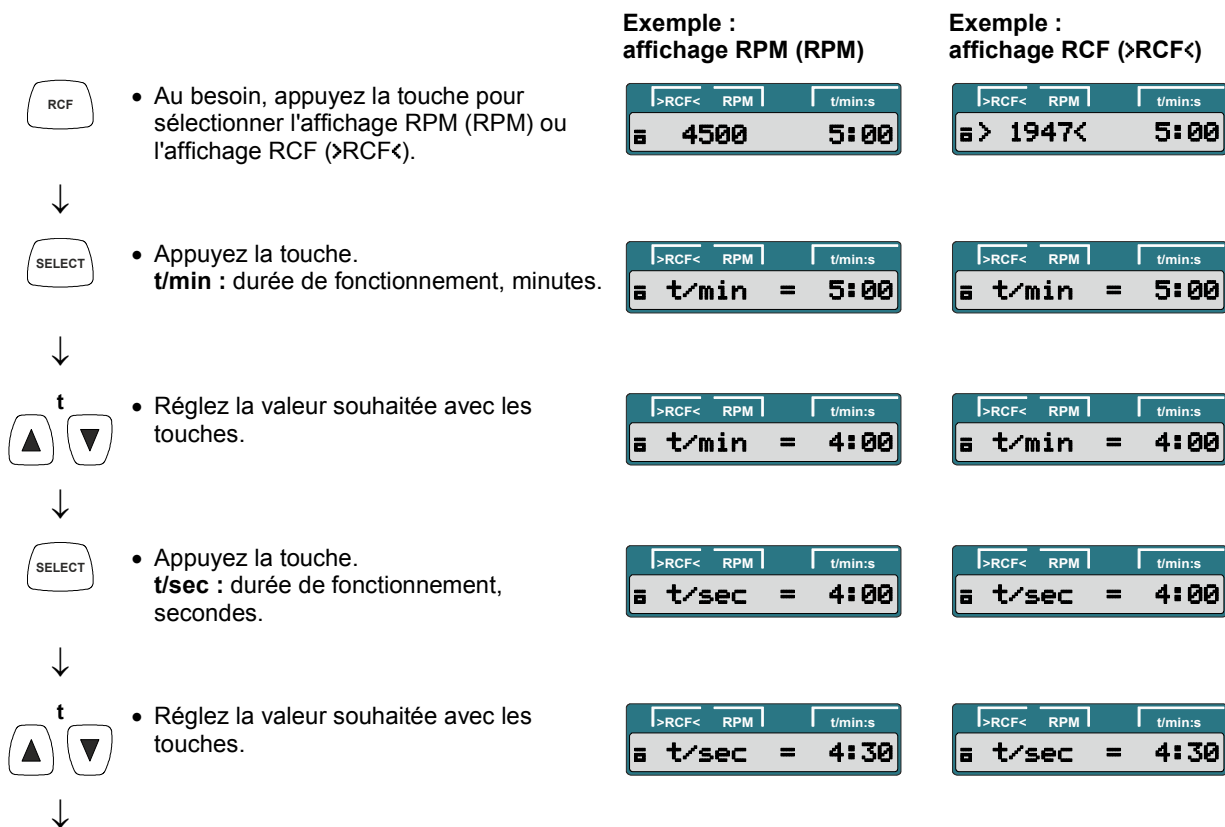 Exemple :
affichage RPM (RPM)
Exemple :
affichage RCF (>RCF<)
RCF
• Au besoin, appuyez la touche pour
sélectionner l'affichage RPM (RPM) ou
l'affichage RCF (>RCF<).
>RCF< RPM t/min:s
4500 5:00
>RCF< RPM t/min:s
> 1947< 5:00
↓
SELECT
• Appuyez la touche.
t/min : durée de fonctionnement, minutes.
>RCF< RPM t/min:s
t/min = 5:00
>RCF< RPM t/min:s
t/min = 5:00
↓
t
▲ ▼
• Réglez la valeur souhaitée avec les
touches.
>RCF< RPM t/min:s
t/min = 4:00
>RCF< RPM t/min:s
t/min = 4:00
↓
SELECT
• Appuyez la touche.
t/sec : durée de fonctionnement,
secondes.
>RCF< RPM t/min:s
t/sec = 4:00
>RCF< RPM t/min:s
t/sec = 4:00
↓
t
▲ ▼
• Réglez la valeur souhaitée avec les
touches.
>RCF< RPM t/min:s
t/sec = 4:30
>RCF< RPM t/min:s
t/sec = 4:30
↓